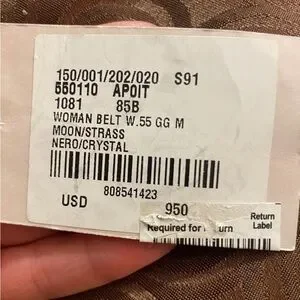 150/001/202/020 S91
550110 AP0IT
1081 85B
WOMAN BELT W.55 GG M
MOON/STRASS
NERO/CRYSTAL
808541423
USD 950
Return
Label
Required for